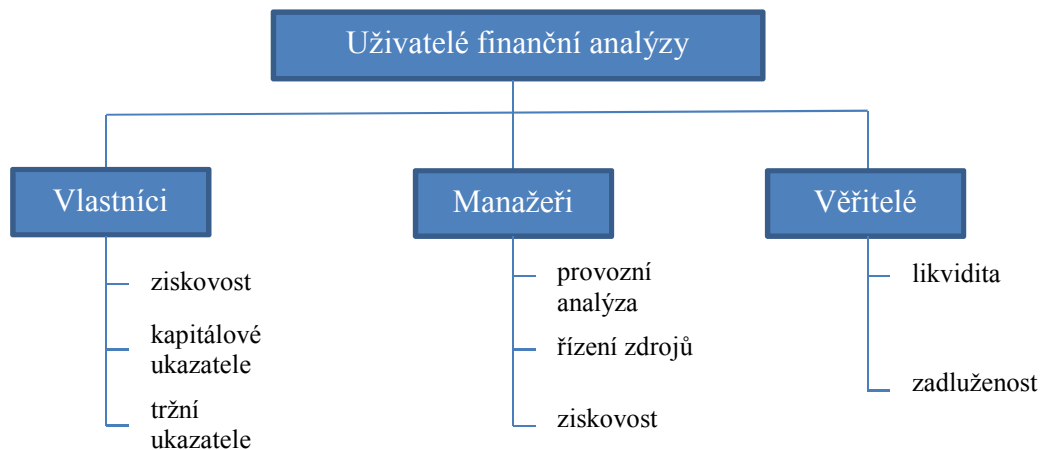 Uživatelé finanční analýzy
Vlastníci
ziskovost
kapitálové
ukazatele
tržní
ukazatele
Manažeři
provozní
analýza
řízení zdrojů
ziskovost
Věřitelé
likvidita
zadluženost